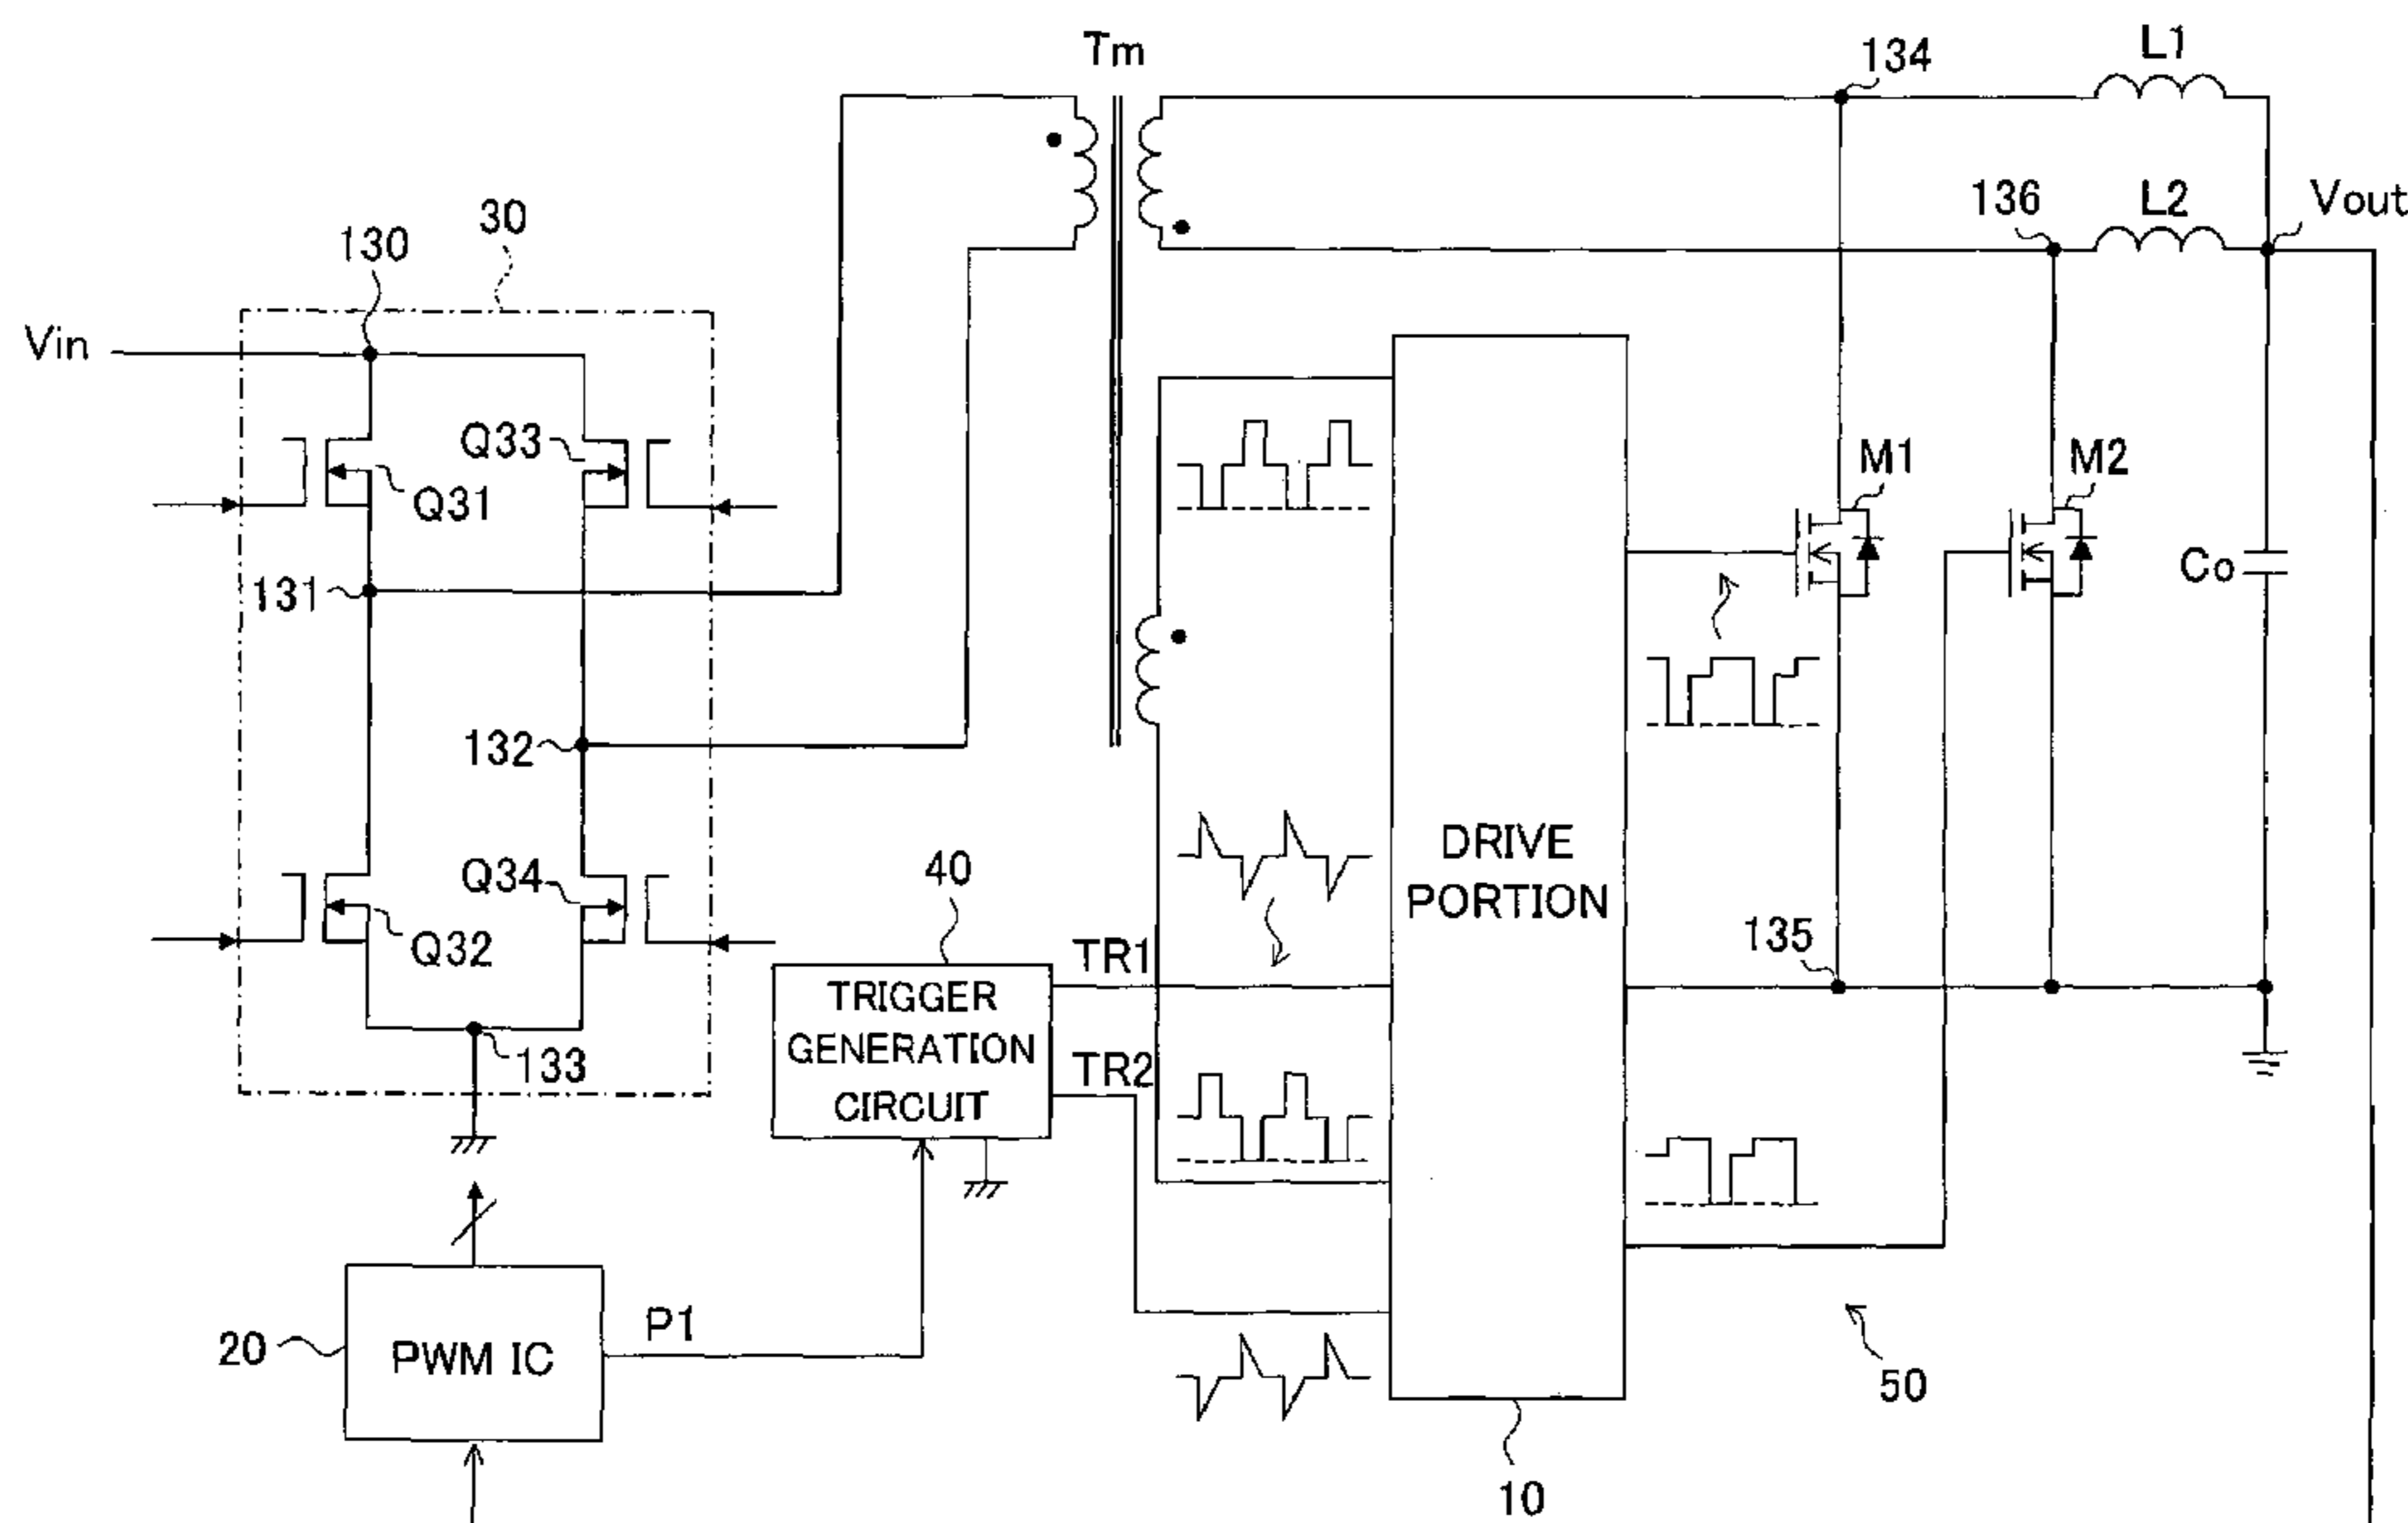 Tm
134
L1
30
130
136
L2
Vout
Vin
Q33
Q31
M1
M2
131
Co
132
DRIVE
PORTION
Q34
40
Q32
TR1
135
TRIGGER
GENERATION
CIRCUIT
133
TR2
P1
20
PWM IC
50
10